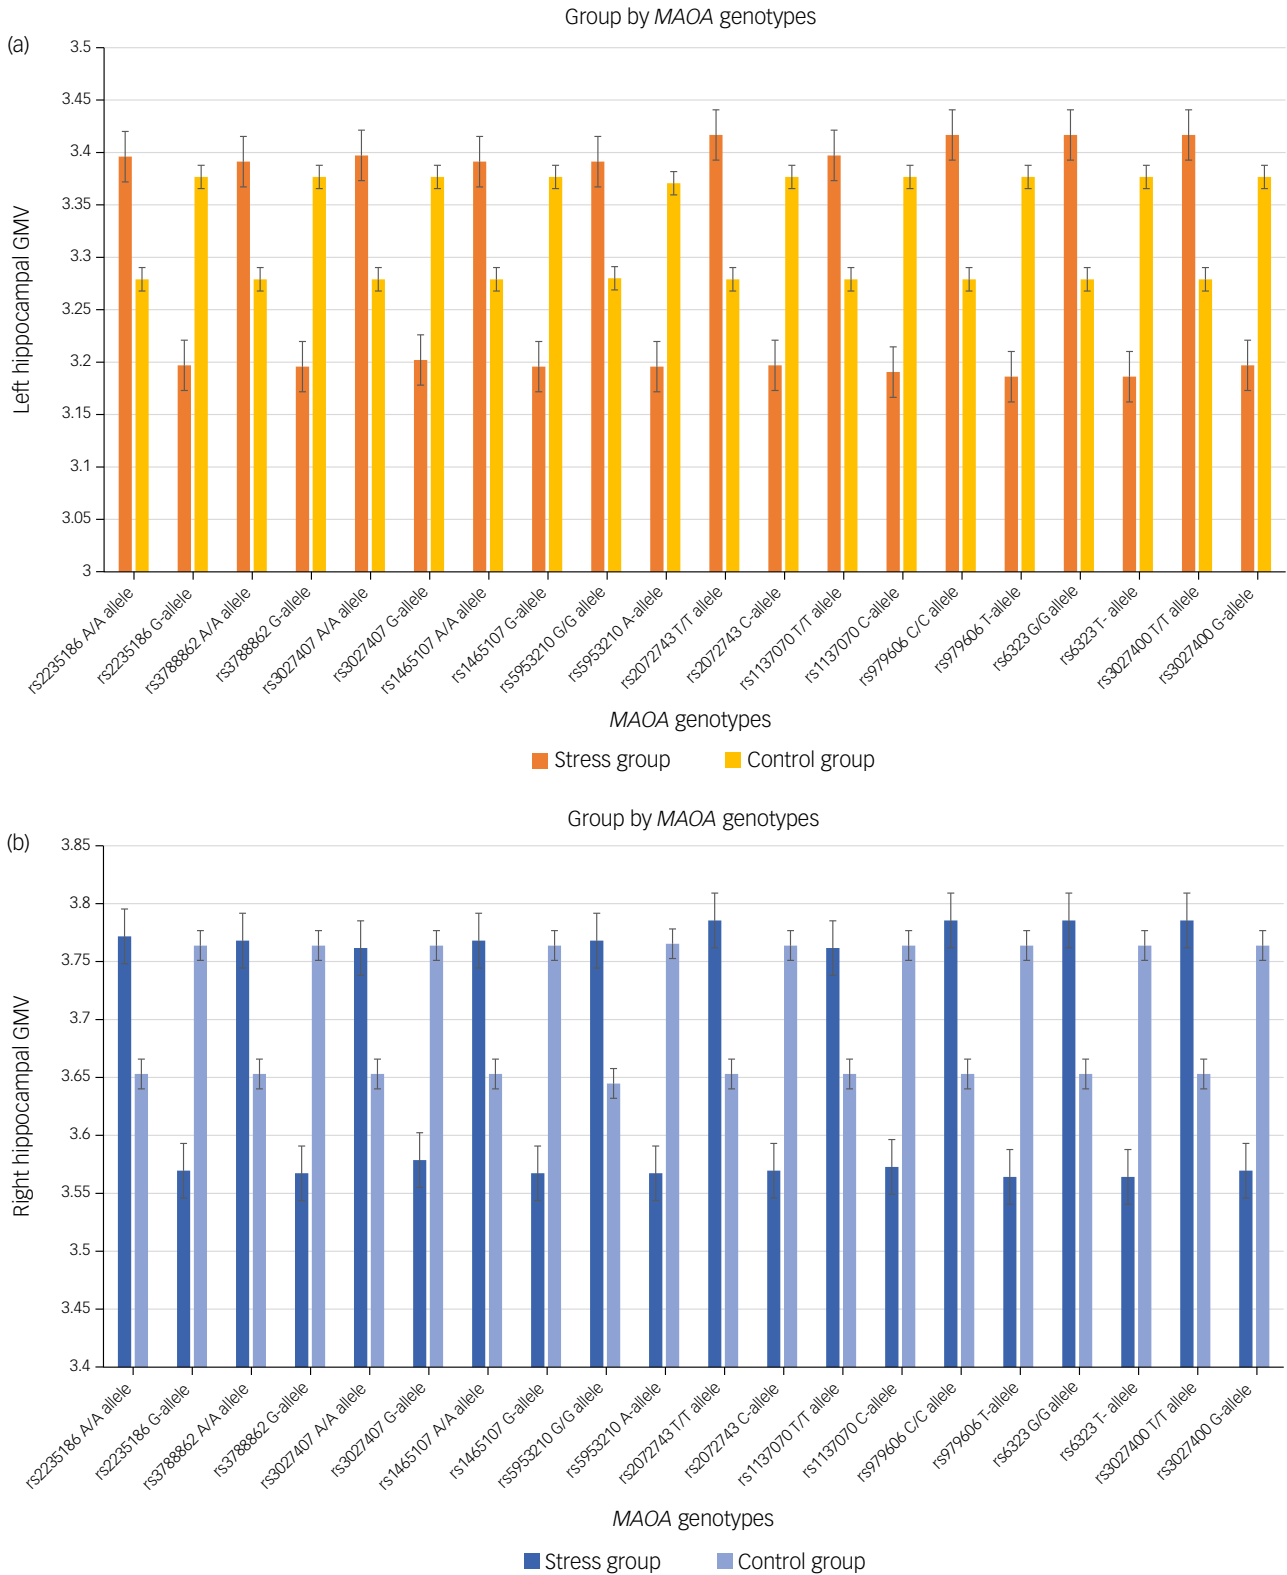 Group by MAOA genotypes
(a)
3.5
3.45
3.4
3.35
3.3
3.25
3.2
3.15
3.1
3.05
3
Left hippocampal GMV
rs2235186 A/A allele
rs2235186 G-allele
rs3788862 A/A allele
rs3788862 G-allele
rs3027407 A/A allele
rs3027407 G-allele
rs1465107 A/A allele
rs1465107 G-allele
rs5953210 G/G allele
rs5953210 A-allele
rs2072743 T/T allele
rs2072743 C-allele
rs1137070 T/T allele
rs1137070 C-allele
rs979606 C/C allele
rs979606 T-allele
rs6323 G/G allele
rs6323 T- allele
rs3027400 T/T allele
rs3027400 G-allele
MAOA genotypes
Stress group
Control group
Group by MAOA genotypes
(b)
3.85
3.8
3.75
3.7
3.65
3.6
3.55
3.5
3.45
3.4
Right hippocampal GMV
rs2235186 A/A allele
rs2235186 G-allele
rs3788862 A/A allele
rs3788862 G-allele
rs3027407 A/A allele
rs3027407 G-allele
rs1465107 A/A allele
rs1465107 G-allele
rs5953210 G/G allele
rs5953210 A-allele
rs2072743 T/T allele
rs2072743 C-allele
rs1137070 T/T allele
rs1137070 C-allele
rs979606 C/C allele
rs979606 T-allele
rs6323 G/G allele
rs6323 T- allele
rs3027400 T/T allele
rs3027400 G-allele
MAOA genotypes
Stress group
Control group